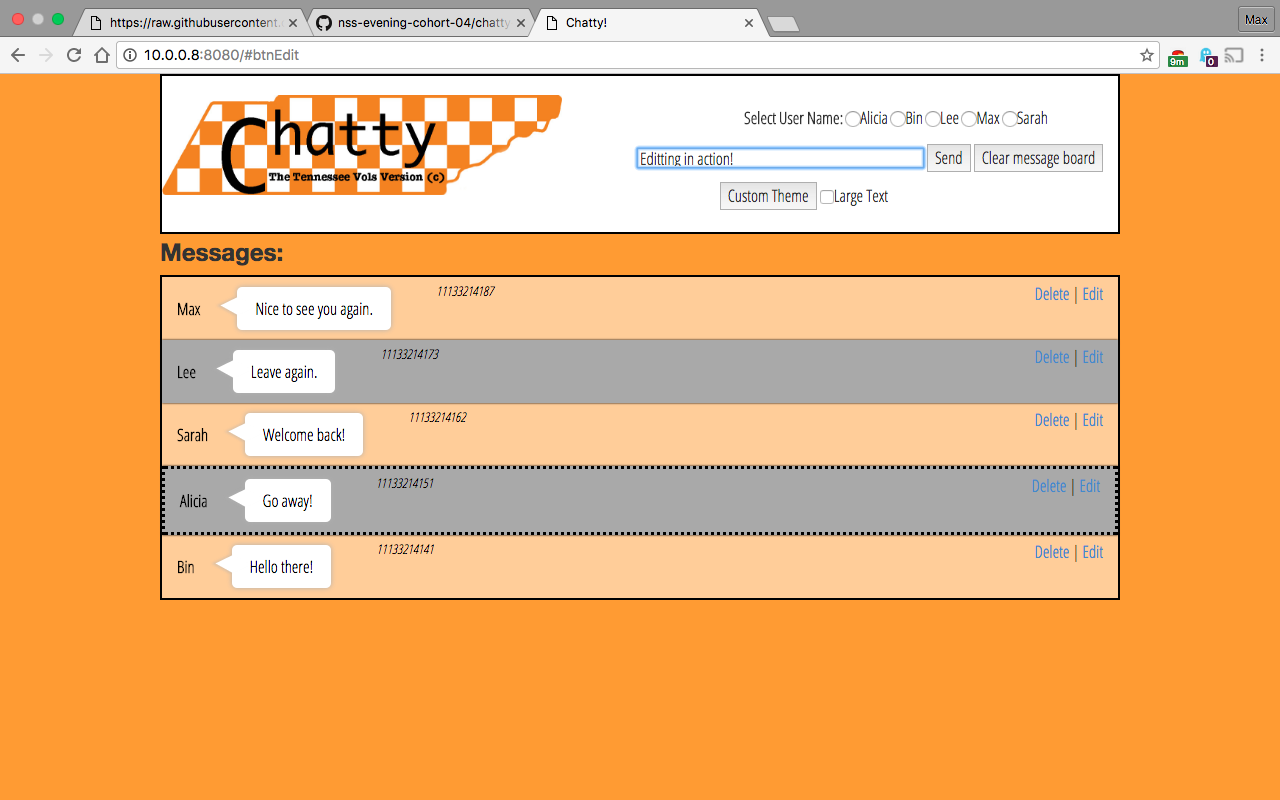 https://raw.githubusercontent.
nss-evening-cohort-04/chatty
Chatty!
Max
10.0.0.8:8080/#btnEdit
9m
0
Chatty
The Tennessee Vols Version (c)
Select User Name: Alicia Bin Lee Max Sarah
Editting in action! Send Clear message board
Custom Theme Large Text
Messages:
Max Nice to see you again. 11133214187 Delete | Edit
Lee Leave again. 11133214173 Delete | Edit
Sarah Welcome back! 11133214162 Delete | Edit
Alicia Go away! 11133214151 Delete | Edit
Bin Hello there! 11133214141 Delete | Edit